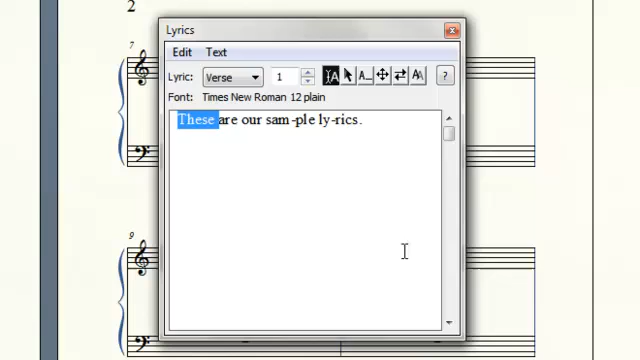 2
Lyrics
Edit Text
7
Lyric: Verse 1 A A... A ?
Font: Times New Roman 12 plain
These are our sam-ple ly-rics.
9